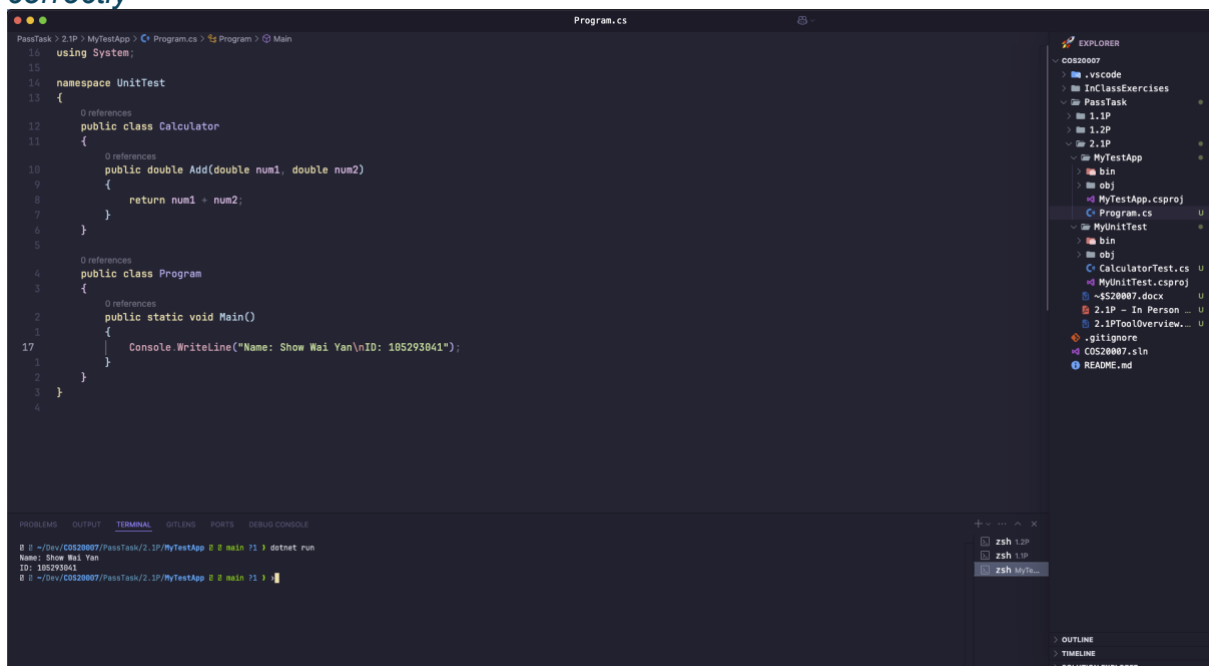 correctly
Program.cs
PassTask > 2.1P > MyTestApp > Program.cs > Program > Main
16 using System;
15
14 namespace UnitTest
13 {
0 references
12 public class Calculator
11 {
0 references
10 public double Add(double num1, double num2)
9 {
8 return num1 + num2;
7 }
6 }
5
0 references
4 public class Program
3 {
0 references
2 public static void Main()
1 {
17 Console.WriteLine("Name: Show Wai Yan\nID: 105293041");
1 }
2 }
3 }
4
EXPLORER
COS20007
.vscode
InClassExercises
PassTask
1.1P
1.2P
2.1P
MyTestApp
bin
obj
MyTestApp.csproj
Program.cs U
MyUnitTest
bin
obj
CalculatorTest.cs U
MyUnitTest.csproj
~$S20007.docx U
2.1P - In Person ... U
2.1PToolOverview.... U
.gitignore
COS20007.sln
README.md
PROBLEMS OUTPUT TERMINAL GITLENS PORTS DEBUG CONSOLE
~/Dev/COS20007/PassTask/2.1P/MyTestApp main ?1 ) dotnet run
Name: Show Wai Yan
ID: 105293041
~/Dev/COS20007/PassTask/2.1P/MyTestApp main ?1 )
zsh 1.2P
zsh 1.1P
zsh MyTe...
OUTLINE
TIMELINE